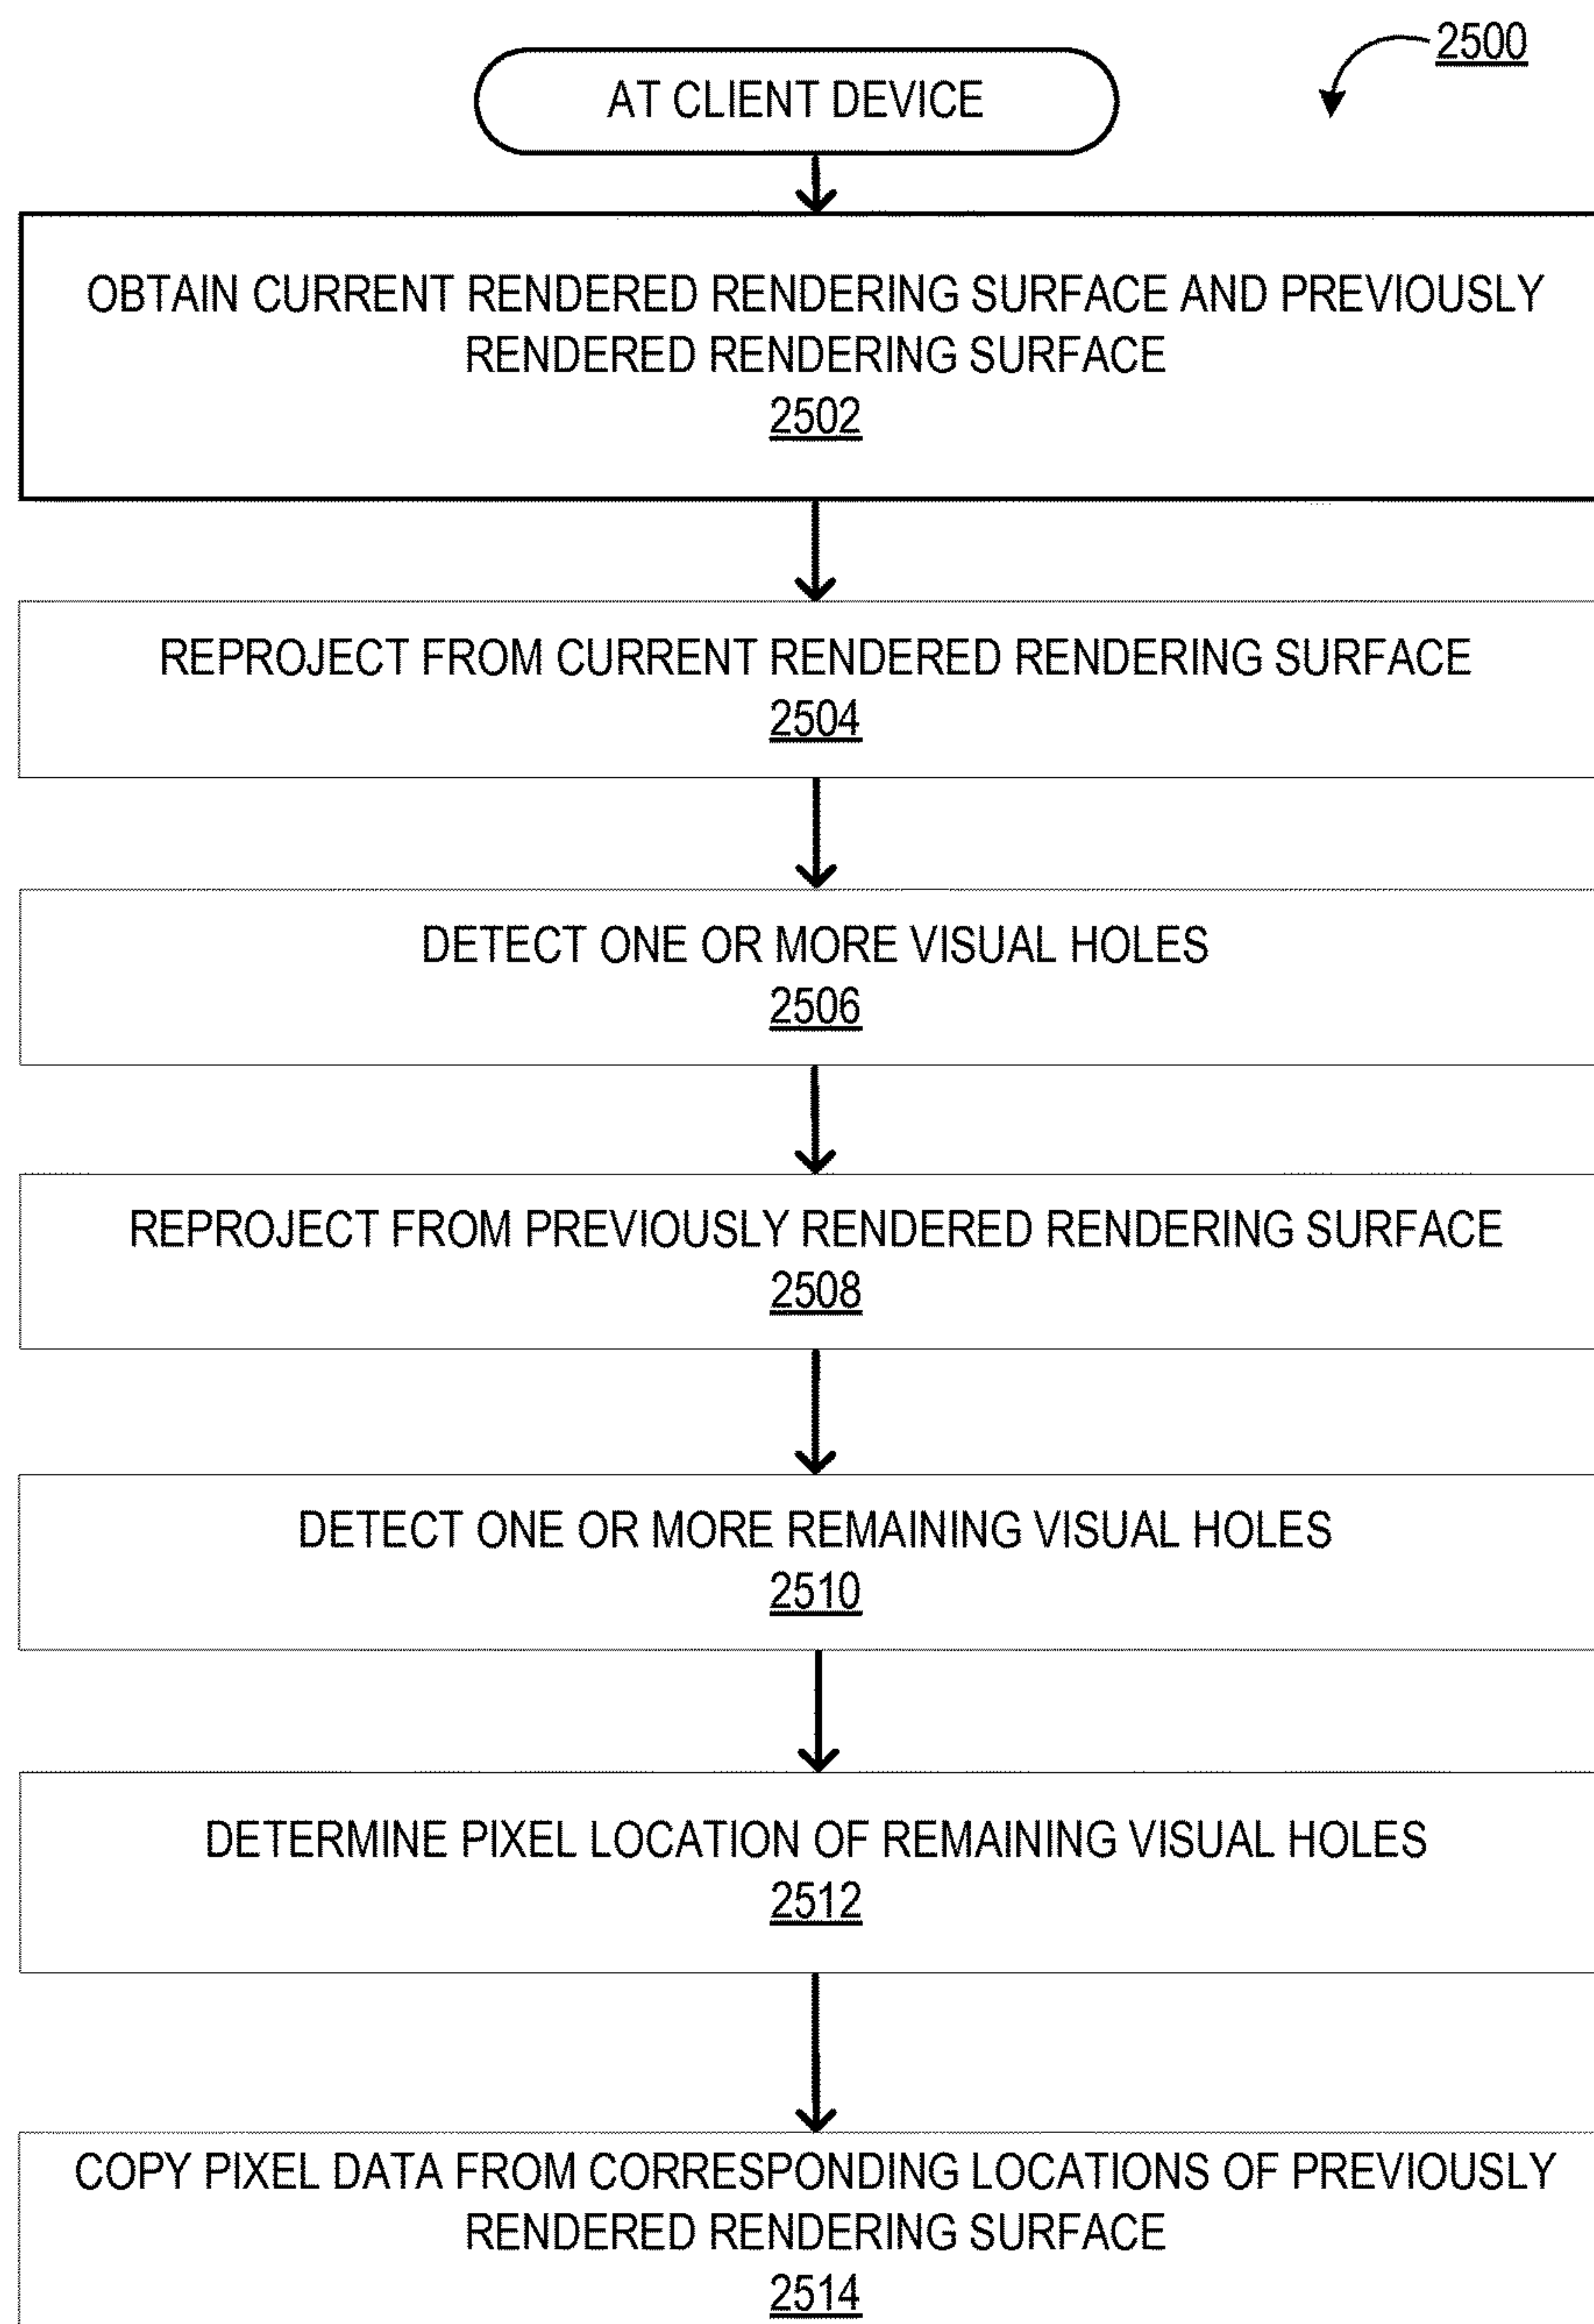 2500
AT CLIENT DEVICE
OBTAIN CURRENT RENDERED RENDERING SURFACE AND PREVIOUSLY
RENDERED RENDERING SURFACE
2502
REPROJECT FROM CURRENT RENDERED RENDERING SURFACE
2504
DETECT ONE OR MORE VISUAL HOLES
2506
REPROJECT FROM PREVIOUSLY RENDERED RENDERING SURFACE
2508
DETECT ONE OR MORE REMAINING VISUAL HOLES
2510
DETERMINE PIXEL LOCATION OF REMAINING VISUAL HOLES
2512
COPY PIXEL DATA FROM CORRESPONDING LOCATIONS OF PREVIOUSLY
RENDERED RENDERING SURFACE
2514